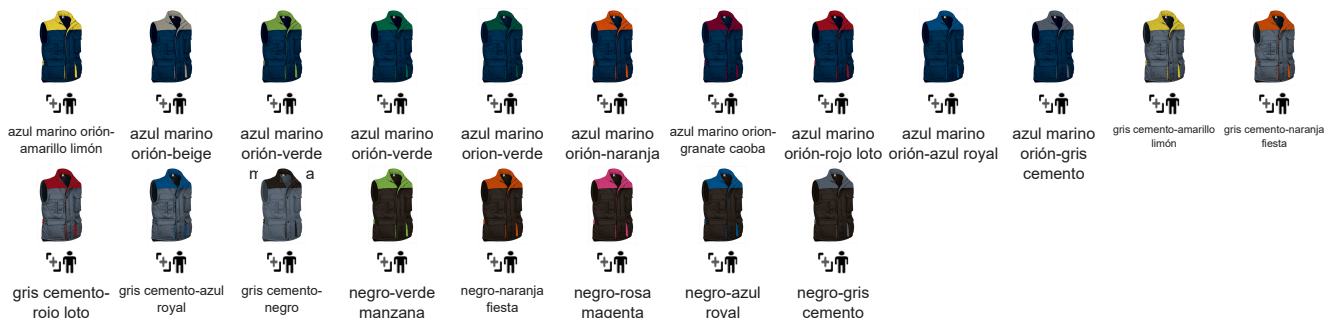 azul marino orión-
amarillo limón
azul marino
orión-beige
azul marino
orión-verde
azul marino
orión-verde
azul marino
orion-verde
azul marino
orión-naranja
azul marino orion-
granate caoba
azul marino
orión-rojo loto
azul marino
orión-azul royal
azul marino
orión-gris
cemento
gris cemento-amarillo
limón
gris cemento-naranja
fiesta
gris cemento-
rojo loto
gris cemento-azul
royal
gris cemento-
negro
negro-verde
manzana
negro-naranja
fiesta
negro-rosa
magenta
negro-azul
royal
negro-gris
cemento